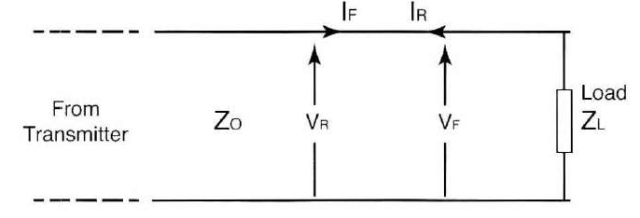 IF IR
From
Transmitter
ZO
VR
VF
Load
ZL